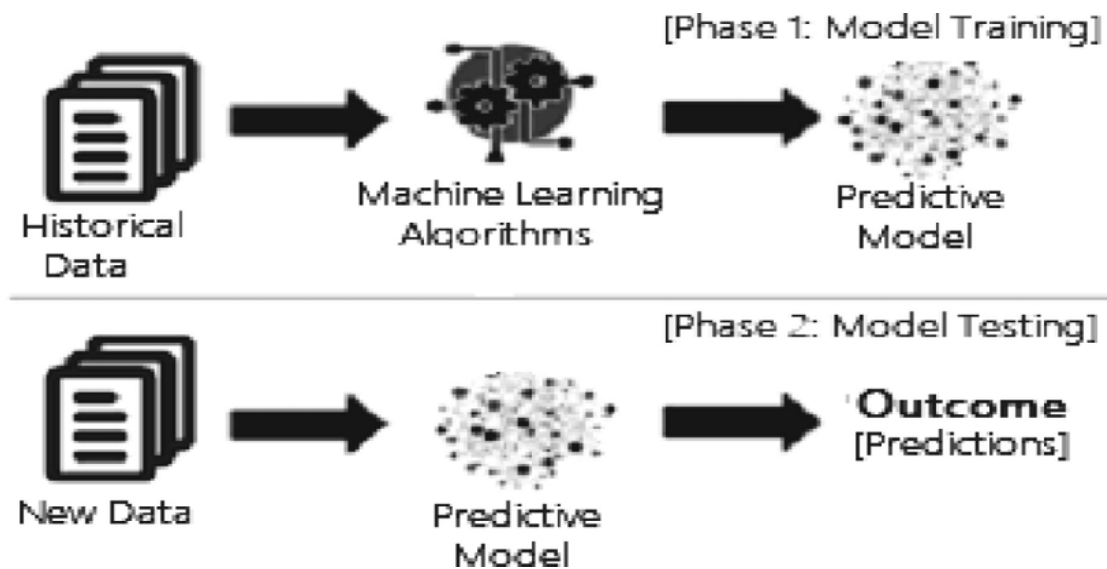 [Phase 1: Model Training]
Historical
Data
Machine Learning
Algorithms
Predictive
Model
[Phase 2: Model Testing]
New Data
Predictive
Model
Outcome
[Predictions]